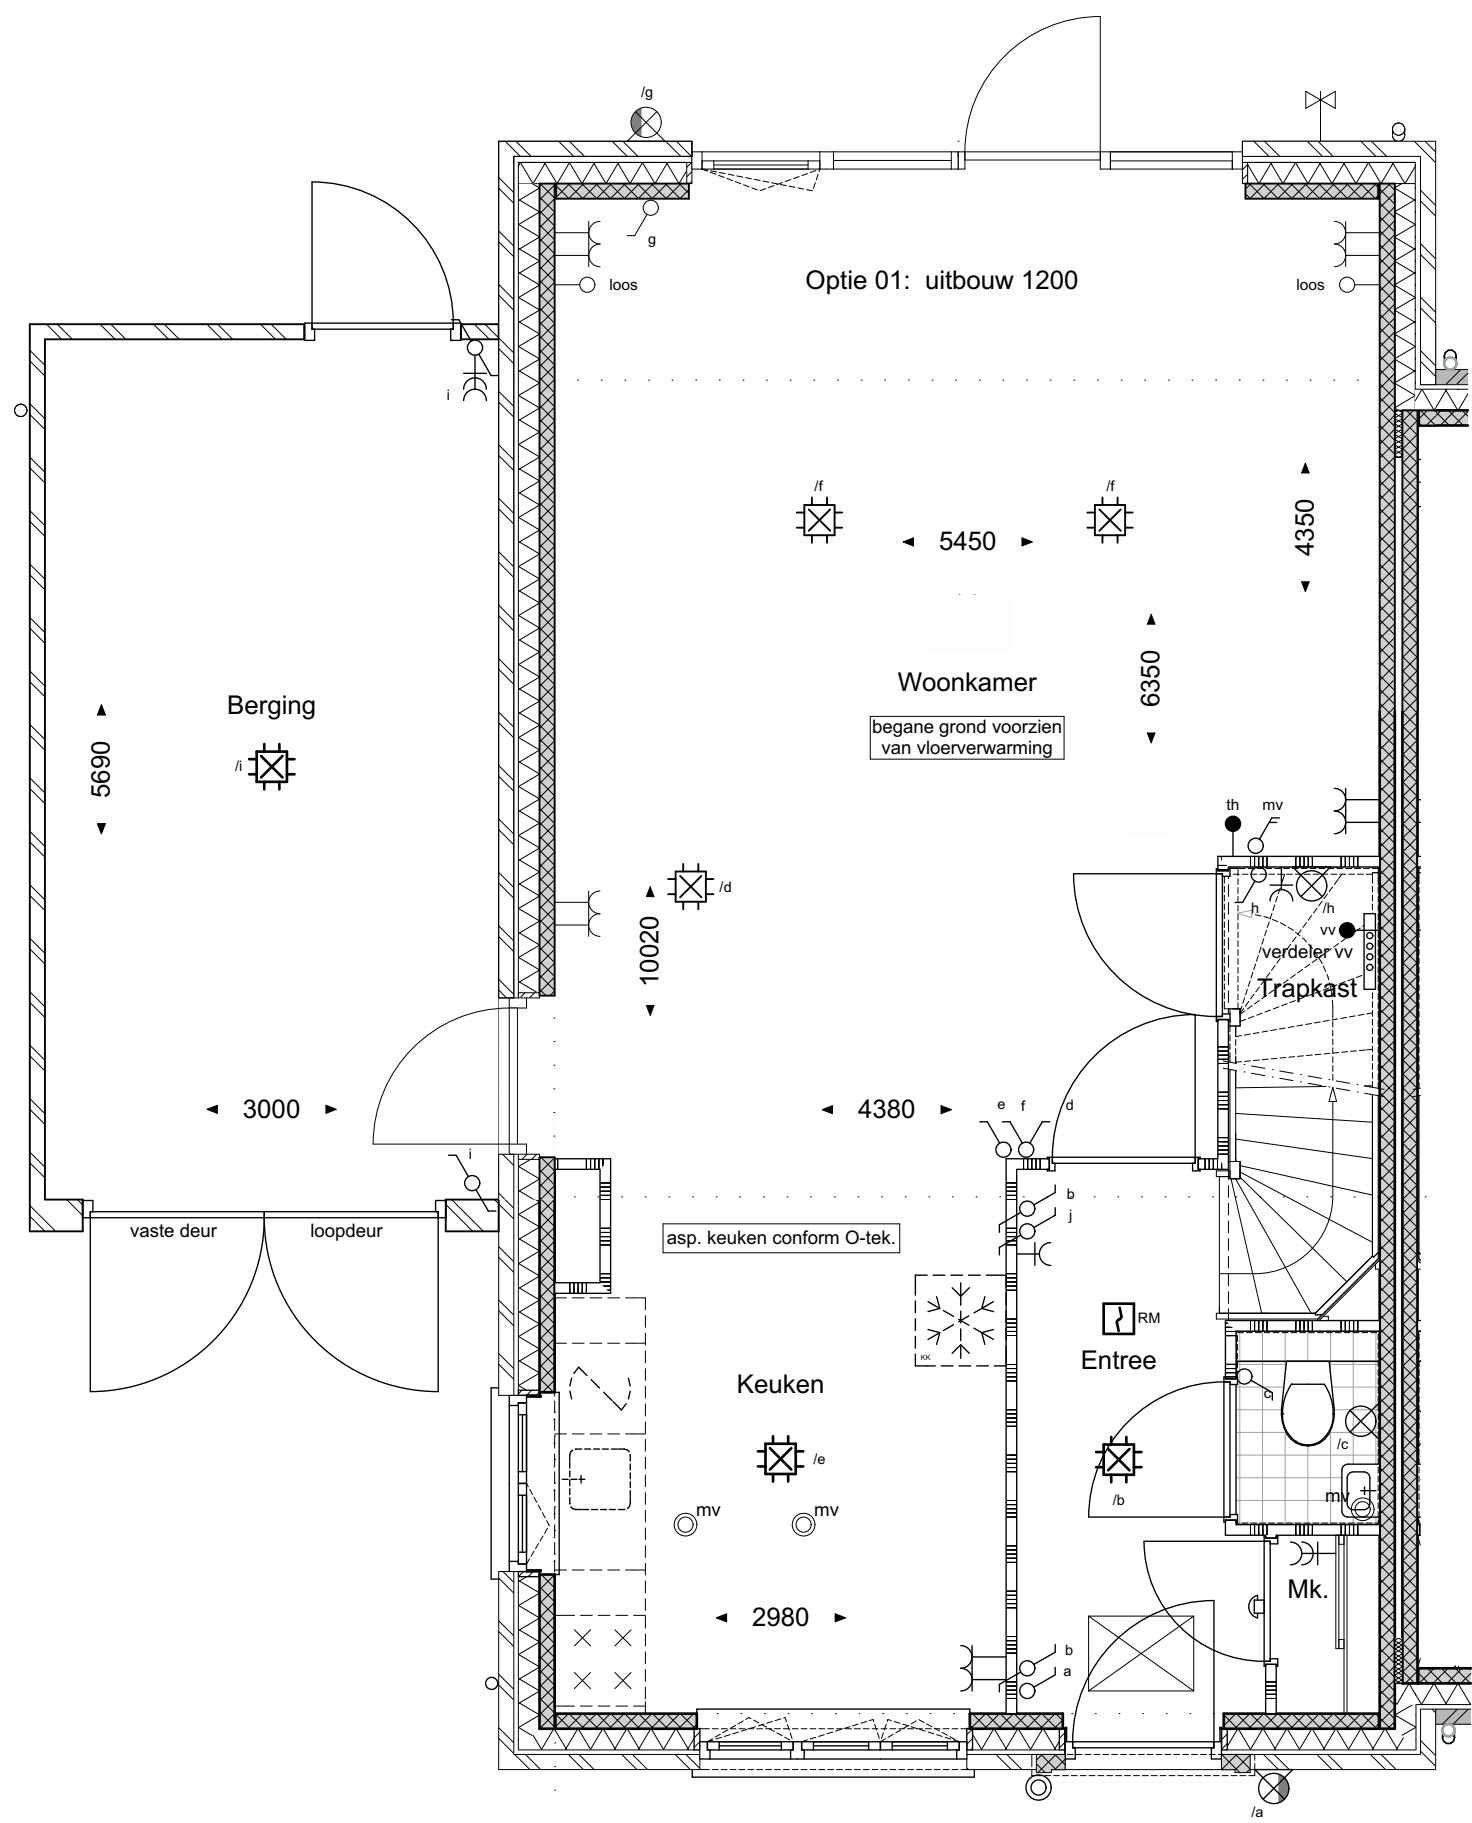 /g
g
loos
Optie 01: uitbouw 1200
loos
i
/f
/f
5450
4350
6350
Berging
Woonkamer
begane grond voorzien
van vloerverwarming
/i
5690
th
mv
/d
h
/h
10020
vv
verdeler vv
Trapkast
3000
4380
e
f
d
i
b
j
vaste deur
loopdeur
asp. keuken conform O-tek.
RM
KK
Entree
Keuken
c
/c
/e
/b
mv
mv
mv
Mk.
2980
b
a
/a